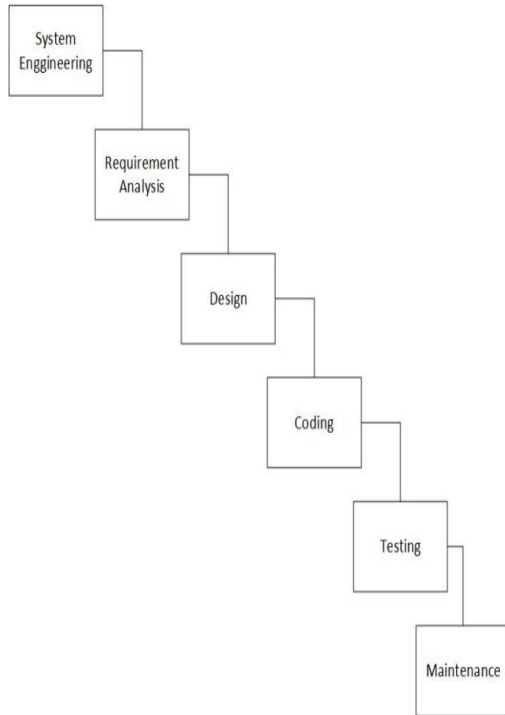 System
Enggineering
Requirement
Analysis
Design
Coding
Testing
Maintenance